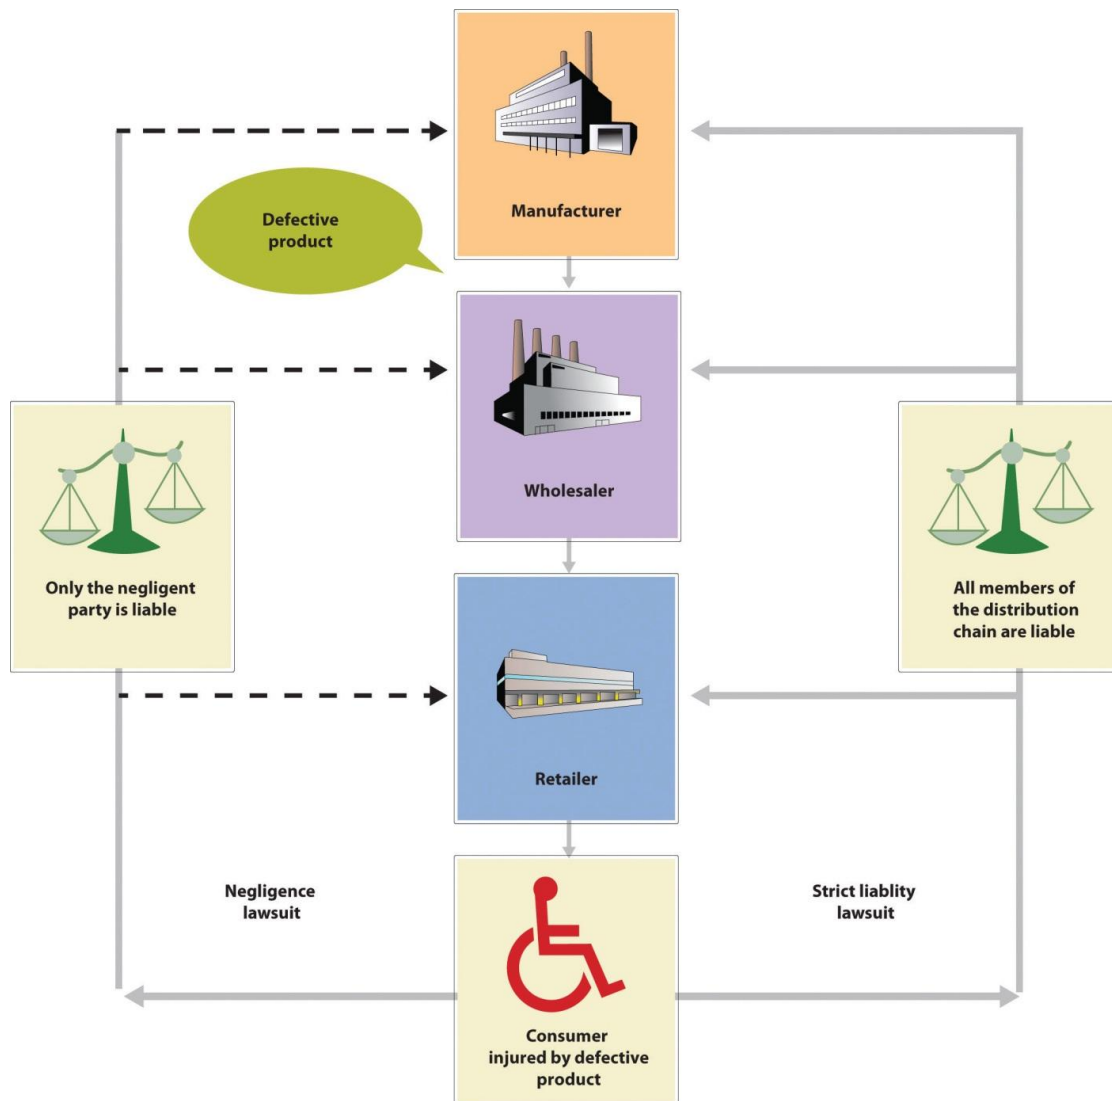 Manufacturer
Defective
product
Wholesaler
Only the negligent
party is liable
All members of
the distribution
chain are liable
Retailer
Negligence
lawsuit
Strict liablity
lawsuit
Consumer
injured by defective
product